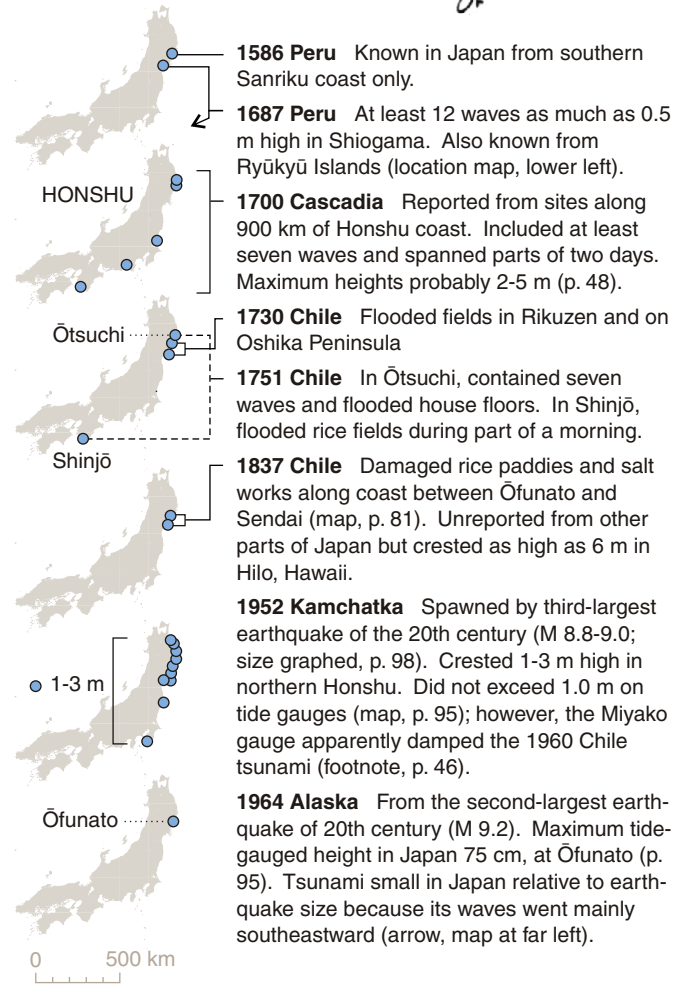 1586 Peru Known in Japan from southern
Sanriku coast only.
1687 Peru At least 12 waves as much as 0.5
m high in Shiogama. Also known from
Ryūkyū Islands (location map, lower left).
HONSHU
1700 Cascadia Reported from sites along
900 km of Honshu coast. Included at least
seven waves and spanned parts of two days.
Maximum heights probably 2-5 m (p. 48).
Ōtsuchi
1730 Chile Flooded fields in Rikuzen and on
Oshika Peninsula
1751 Chile In Ōtsuchi, contained seven
waves and flooded house floors. In Shinjō,
flooded rice fields during part of a morning.
Shinjō
1837 Chile Damaged rice paddies and salt
works along coast between Ōfunato and
Sendai (map, p. 81). Unreported from other
parts of Japan but crested as high as 6 m in
Hilo, Hawaii.
1-3 m
1952 Kamchatka Spawned by third-largest
earthquake of the 20th century (M 8.8-9.0;
size graphed, p. 98). Crested 1-3 m high in
northern Honshu. Did not exceed 1.0 m on
tide gauges (map, p. 95); however, the Miyako
gauge apparently damped the 1960 Chile
tsunami (footnote, p. 46).
Ōfunato
1964 Alaska From the second-largest earth-
quake of 20th century (M 9.2). Maximum tide-
gauged height in Japan 75 cm, at Ōfunato (p.
95). Tsunami small in Japan relative to earth-
quake size because its waves went mainly
southeastward (arrow, map at far left).
0 500 km